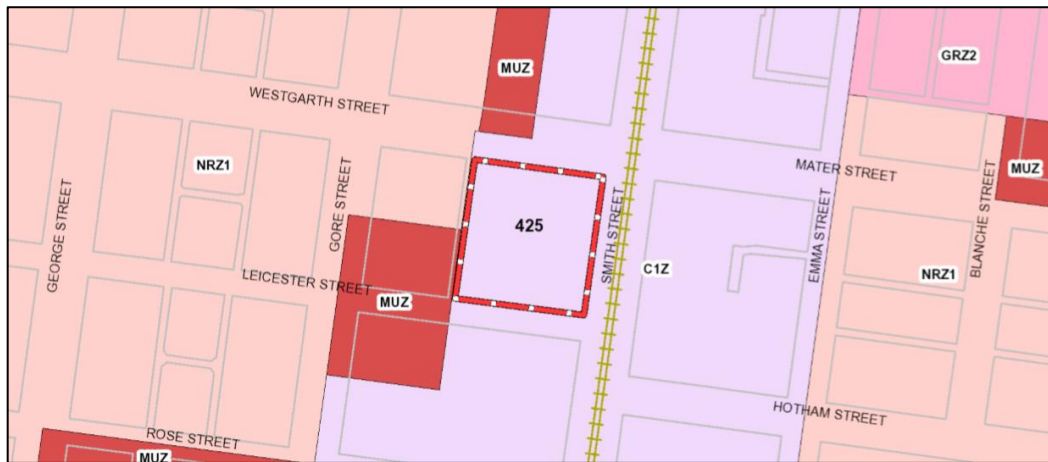 GRZ2
MUZ
WESTGARTH STREET
NRZ1
MATER STREET
MUZ
425
GEORGE STREET
GORE STREET
SMITH STREET
EMMA STREET
BLANCHE STREET
LEICESTER STREET
C1Z
NRZ1
MUZ
HOTHAM STREET
ROSE STREET
MUZ